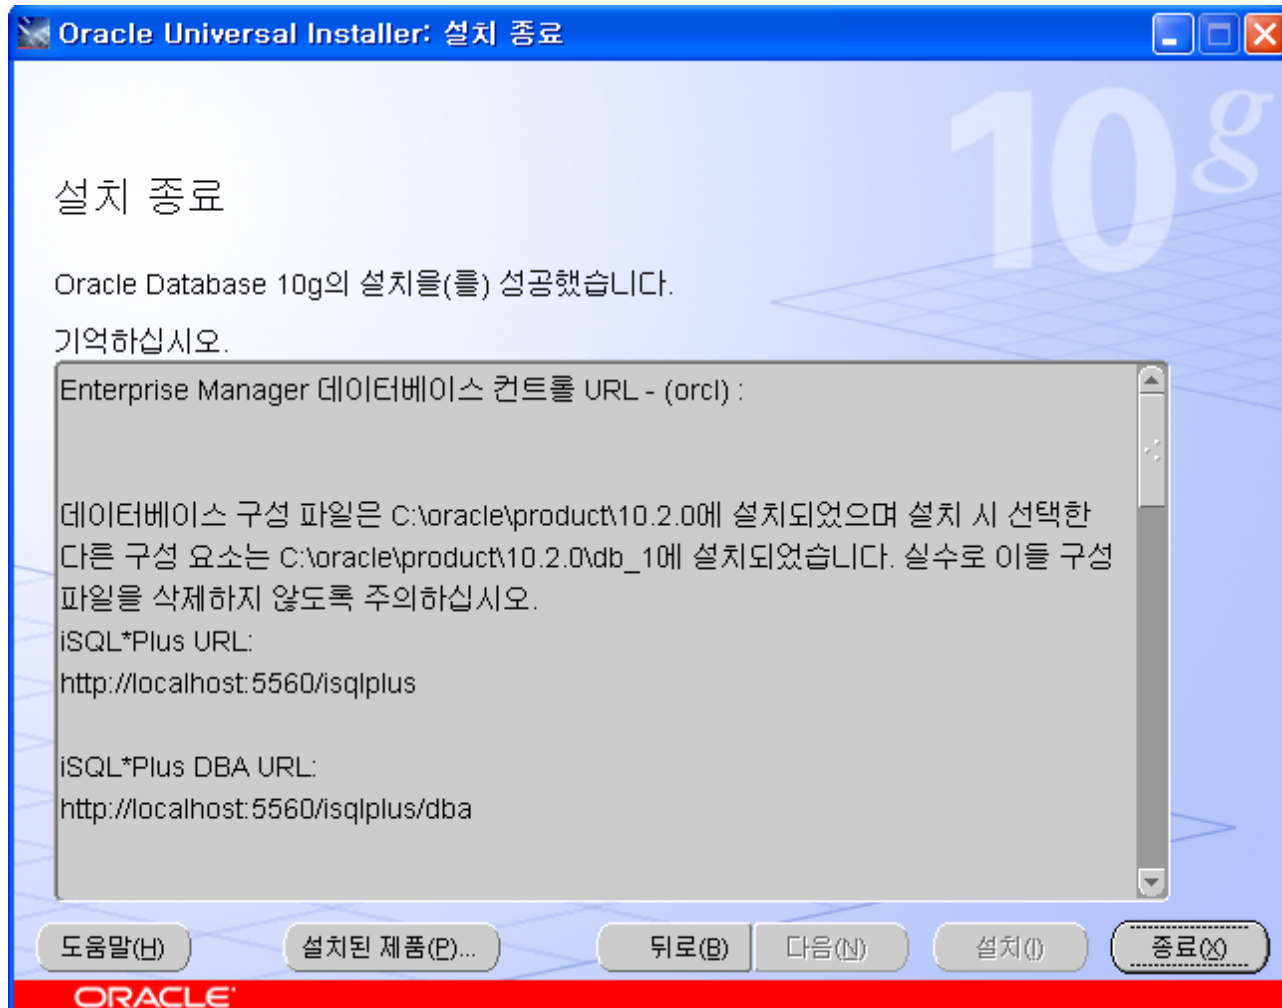 Oracle Universal Installer: 설치 종료
10g
설치 종료
Oracle Database 10g의 설치을(를) 성공했습니다.
기억하십시오.
Enterprise Manager 데이터베이스 컨트롤 URL - (orcl) :
데이터베이스 구성 파일은 C:\oracle\product\10.2.0에 설치되었으며 설치 시 선택한
다른 구성 요소는 C:\oracle\product\10.2.0\db_1에 설치되었습니다. 실수로 이들 구성
파일을 삭제하지 않도록 주의하십시오.
iSQL*Plus URL:
http://localhost:5560/isqlplus
iSQL*Plus DBA URL:
http://localhost:5560/isqlplus/dba
도움말(H) 설치된 제품(P)... 뒤로(B) 다음(N) 설치(I) 종료(X)
ORACLE